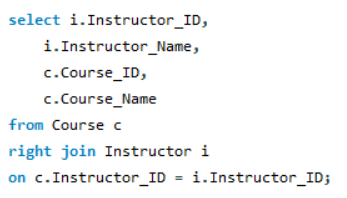 select i.Instructor_ID,
i.Instructor_Name,
c.Course_ID,
c.Course_Name
from Course c
right join Instructor i
on c.Instructor_ID = i.Instructor_ID;